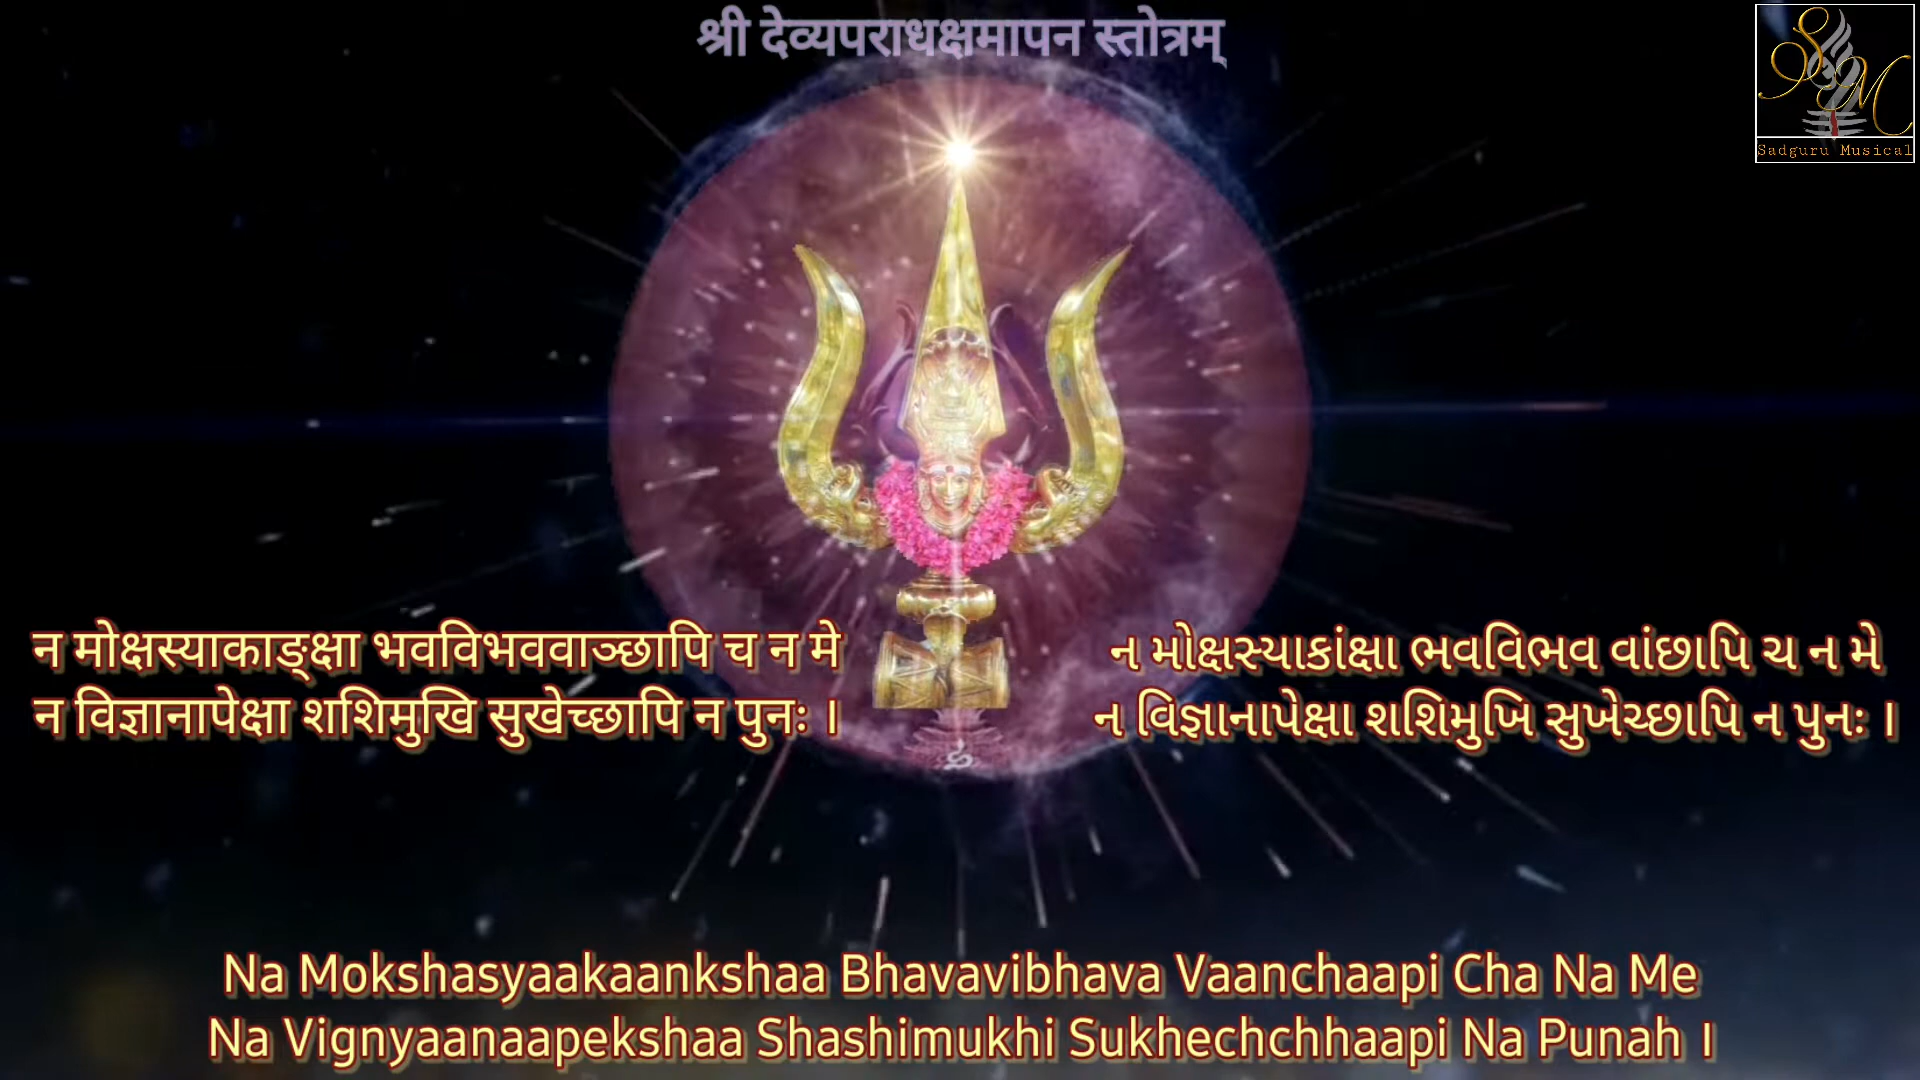 श्री देव्यपराधक्षमापन स्तोत्रम्
SM
Sadguru Musical
न मोक्षस्याकाङ्क्षा भवविभववाञ्छापि च न मे
न विज्ञानापेक्षा शशिमुखि सुखेच्छापि न पुनः ।
ન મોક્ષસ્યાકાંક્ષા ભવવિભવ વાંછાપિ ચ ન મે
ન વિજ્ઞાનાપેક્ષા શશિમુખિ સુખેચ્છાપિ ન પુનઃ ।
Na Mokshasyaakaankshaa Bhavavibhava Vaanchaapi Cha Na Me
Na Vignyaanaapekshaa Shashimukhi Sukhechchhaapi Na Punah ।